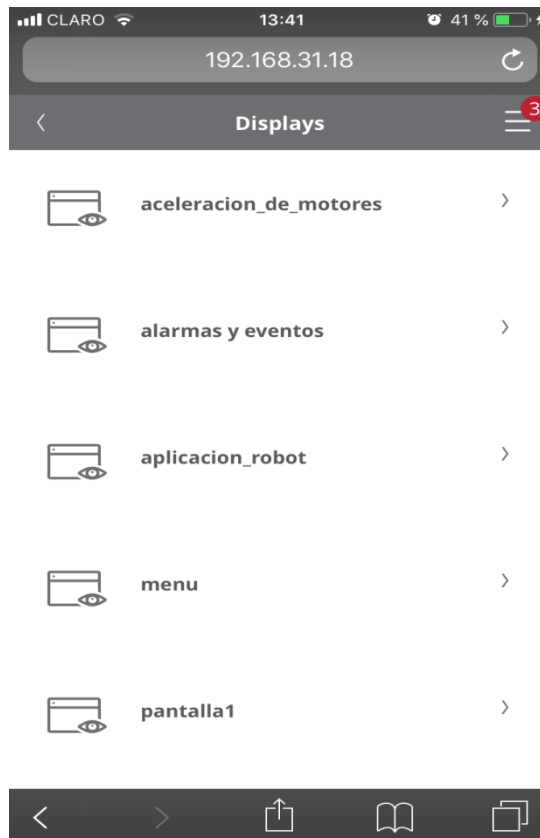 CLARO 13:41 41 %
192.168.31.18
Displays 3
aceleracion_de_motores
alarmas y eventos
aplicacion_robot
menu
pantalla1